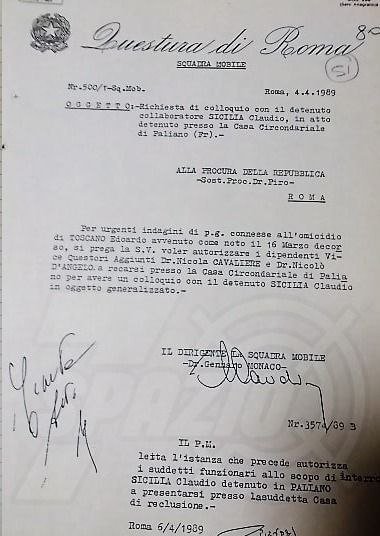 80
Questura di Roma
51
SQUADRA MOBILE
Nr.500/1-Sq.Mob.
Roma, 4.4.1989
OGGETTO:-Richiesta di colloquio con il detenuto
collaboratore SICILIA Claudio, in atto
detenuto presso la Casa Circondariale
di Paliano (Fr).-
ALLA PROCURA DELLA REPUBBLICA
-Sost.Proc.Dr.Piro-
ROMA
Per urgenti indagini di p.g. connesse all'omicidio
di TOSCANO Edoardo avvenuto come noto il 16 Marzo decor
so, si prega la S.V. voler autorizzare i dipendenti Vi
ce Questori Aggiunti Dr.Nicola CAVALIERE e Dr.Nicolò
D'ANGELO a recarsi presso la Casa Circondariale di Palia
no per avere un colloquio con il detenuto SICILIA Claudio
in oggetto generalizzato.-
IL DIRIGENTE LA SQUADRA MOBILE
-Dr.Gennaro MONACO-
Nr.3574/89 B
IL P.M.
letta l'istanza che precede autorizza
i suddetti funzionari allo scopo di interro
SICILIA Claudio detenuto in PALIANO
a presentarsi presso lasuddetta Casa
di reclusione.-
Roma 6/4/1989